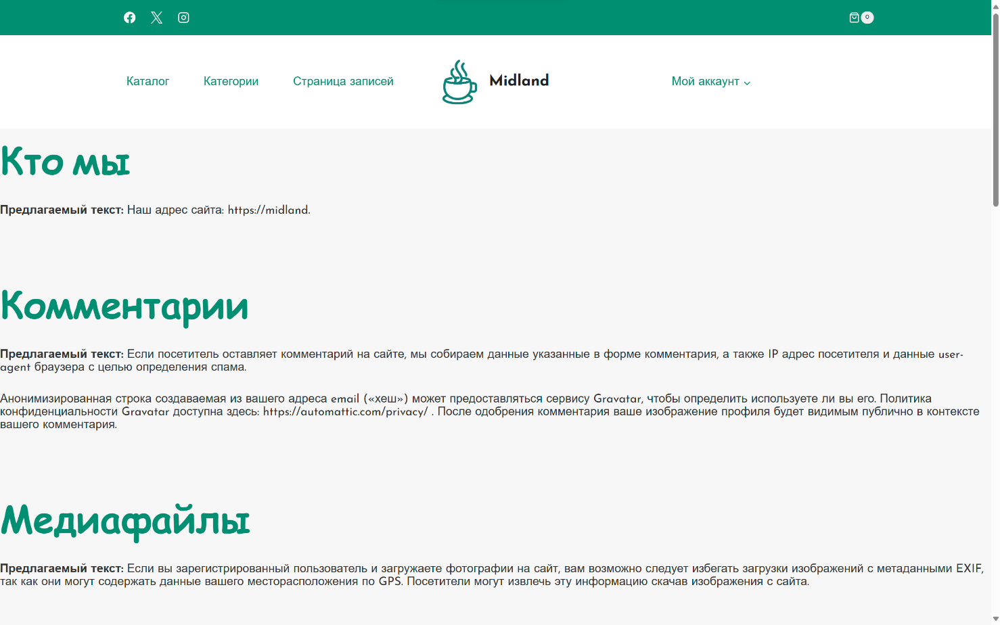 0
Каталог
Категории
Страница записей
Midland
Мой аккаунт
Кто мы
Предлагаемый текст: Наш адрес сайта: https://midland.
Комментарии
Предлагаемый текст: Если посетитель оставляет комментарий на сайте, мы собираем данные указанные в форме комментария, а также IP адрес посетителя и данные user-
agent браузера с целью определения спама.
Анонимизированная строка создаваемая из вашего адреса email («хеш») может предоставляться сервису Gravatar, чтобы определить используете ли вы его. Политика
конфиденциальности Gravatar доступна здесь: https://automattic.com/privacy/ . После одобрения комментария ваше изображение профиля будет видимым публично в контексте
вашего комментария.
Медиафайлы
Предлагаемый текст: Если вы зарегистрированный пользователь и загружаете фотографии на сайт, вам возможно следует избегать загрузки изображений с метаданными EXIF,
так как они могут содержать данные вашего месторасположения по GPS. Посетители могут извлечь эту информацию скачав изображения с сайта.